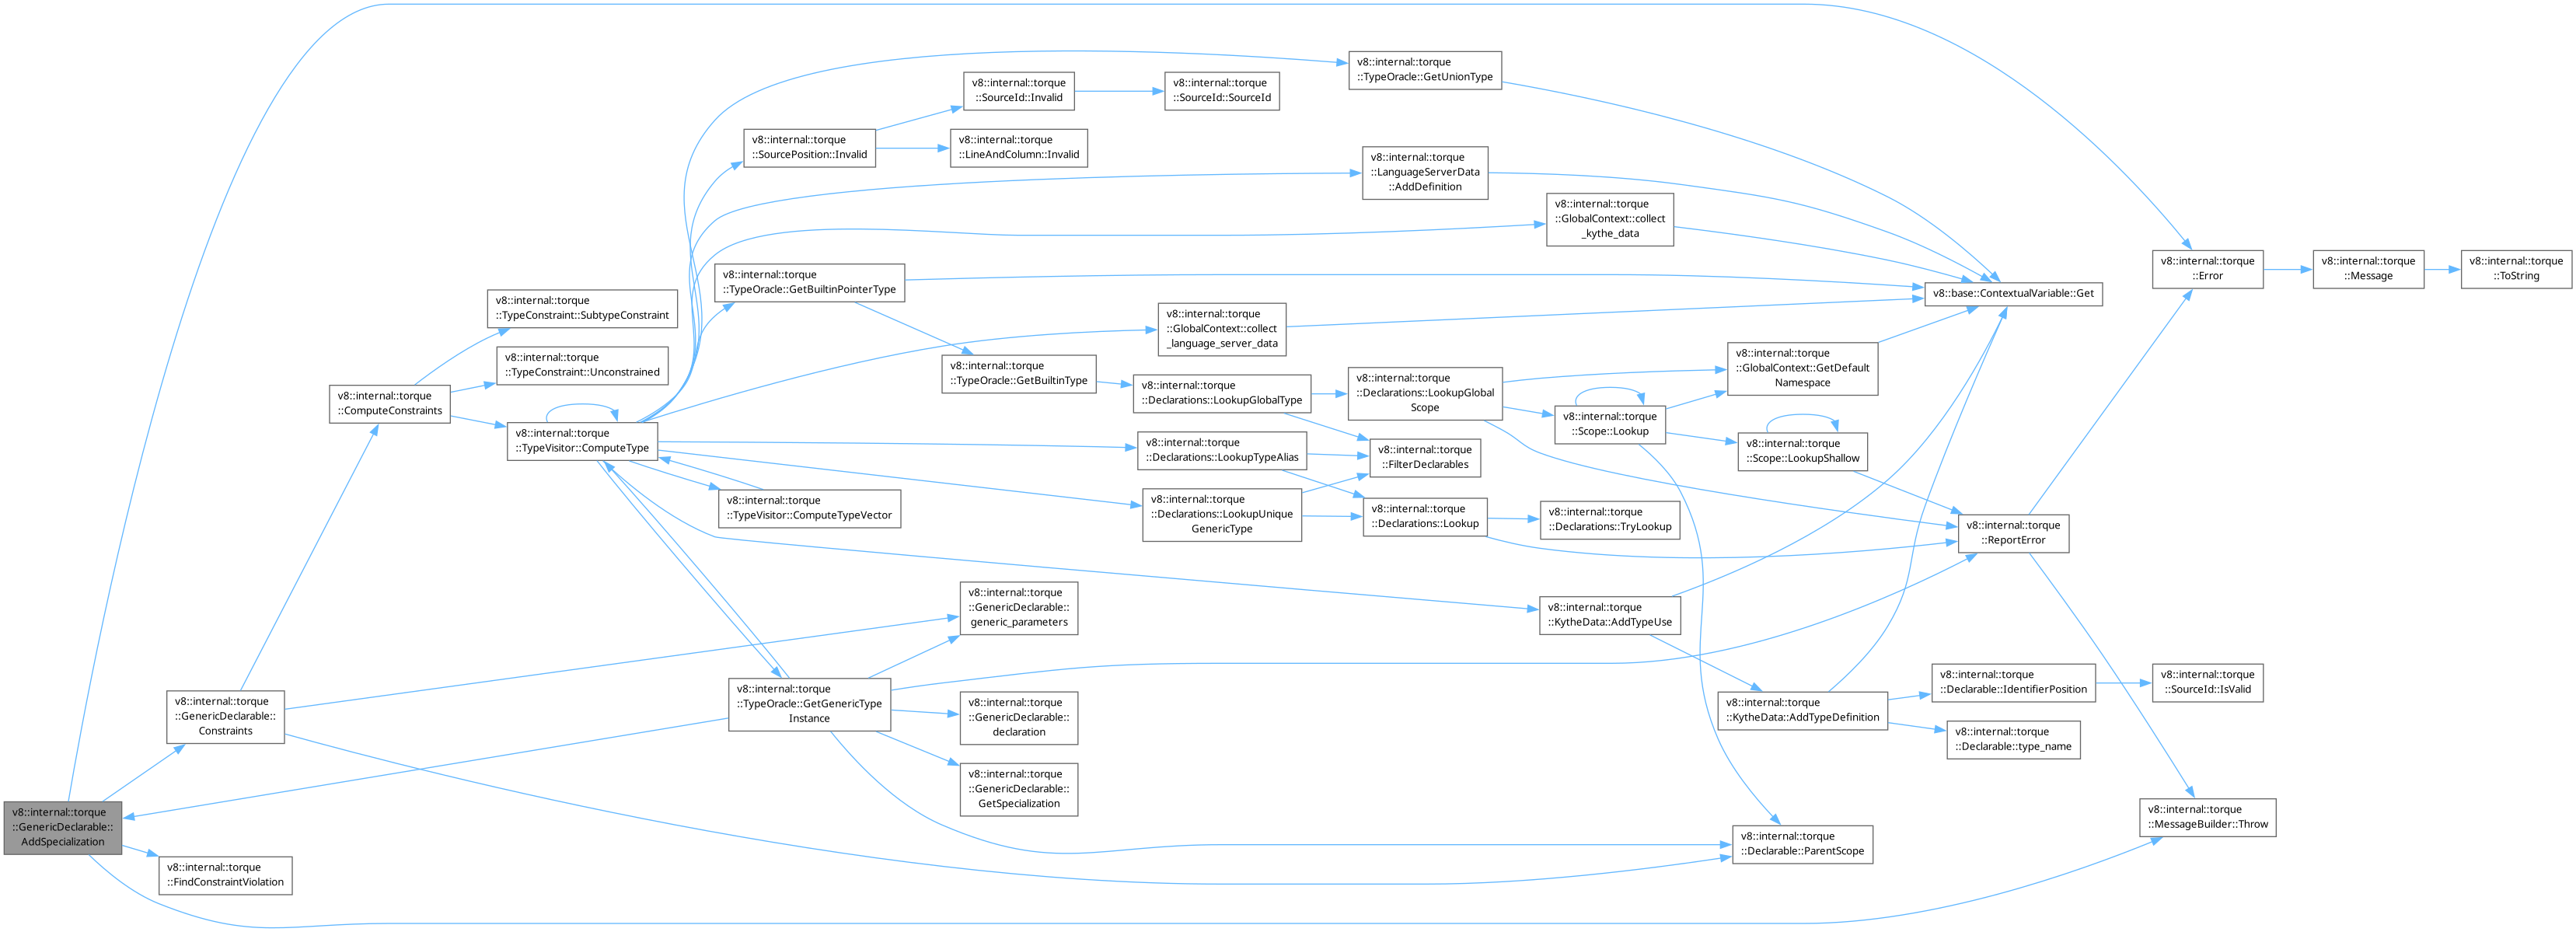 v8::internal::torque
::GenericDeclarable::
AddSpecialization
v8::internal::torque
::GenericDeclarable::
Constraints
v8::internal::torque
::FindConstraintViolation
v8::internal::torque
::ComputeConstraints
v8::internal::torque
::TypeConstraint::SubtypeConstraint
v8::internal::torque
::TypeConstraint::Unconstrained
v8::internal::torque
::TypeVisitor::ComputeType
v8::internal::torque
::SourcePosition::Invalid
v8::internal::torque
::TypeOracle::GetBuiltinPointerType
v8::internal::torque
::TypeVisitor::ComputeTypeVector
v8::internal::torque
::TypeOracle::GetGenericType
Instance
v8::internal::torque
::SourceId::Invalid
v8::internal::torque
::LineAndColumn::Invalid
v8::internal::torque
::TypeOracle::GetBuiltinType
v8::internal::torque
::GenericDeclarable::
generic_parameters
v8::internal::torque
::GenericDeclarable::
declaration
v8::internal::torque
::GenericDeclarable::
GetSpecialization
v8::internal::torque
::SourceId::SourceId
v8::internal::torque
::GlobalContext::collect
_language_server_data
v8::internal::torque
::Declarations::LookupGlobalType
v8::internal::torque
::Declarations::LookupTypeAlias
v8::internal::torque
::Declarations::LookupUnique
GenericType
v8::internal::torque
::TypeOracle::GetUnionType
v8::internal::torque
::LanguageServerData
::AddDefinition
v8::internal::torque
::Declarations::LookupGlobal
Scope
v8::internal::torque
::FilterDeclarables
v8::internal::torque
::Declarations::Lookup
v8::internal::torque
::GlobalContext::collect
_kythe_data
v8::internal::torque
::Scope::Lookup
v8::internal::torque
::Declarations::TryLookup
v8::internal::torque
::KytheData::AddTypeUse
v8::internal::torque
::GlobalContext::GetDefault
Namespace
v8::internal::torque
::Scope::LookupShallow
v8::internal::torque
::KytheData::AddTypeDefinition
v8::internal::torque
::Declarable::ParentScope
v8::base::ContextualVariable::Get
v8::internal::torque
::ReportError
v8::internal::torque
::Declarable::IdentifierPosition
v8::internal::torque
::Declarable::type_name
v8::internal::torque
::Error
v8::internal::torque
::SourceId::IsValid
v8::internal::torque
::MessageBuilder::Throw
v8::internal::torque
::Message
v8::internal::torque
::ToString